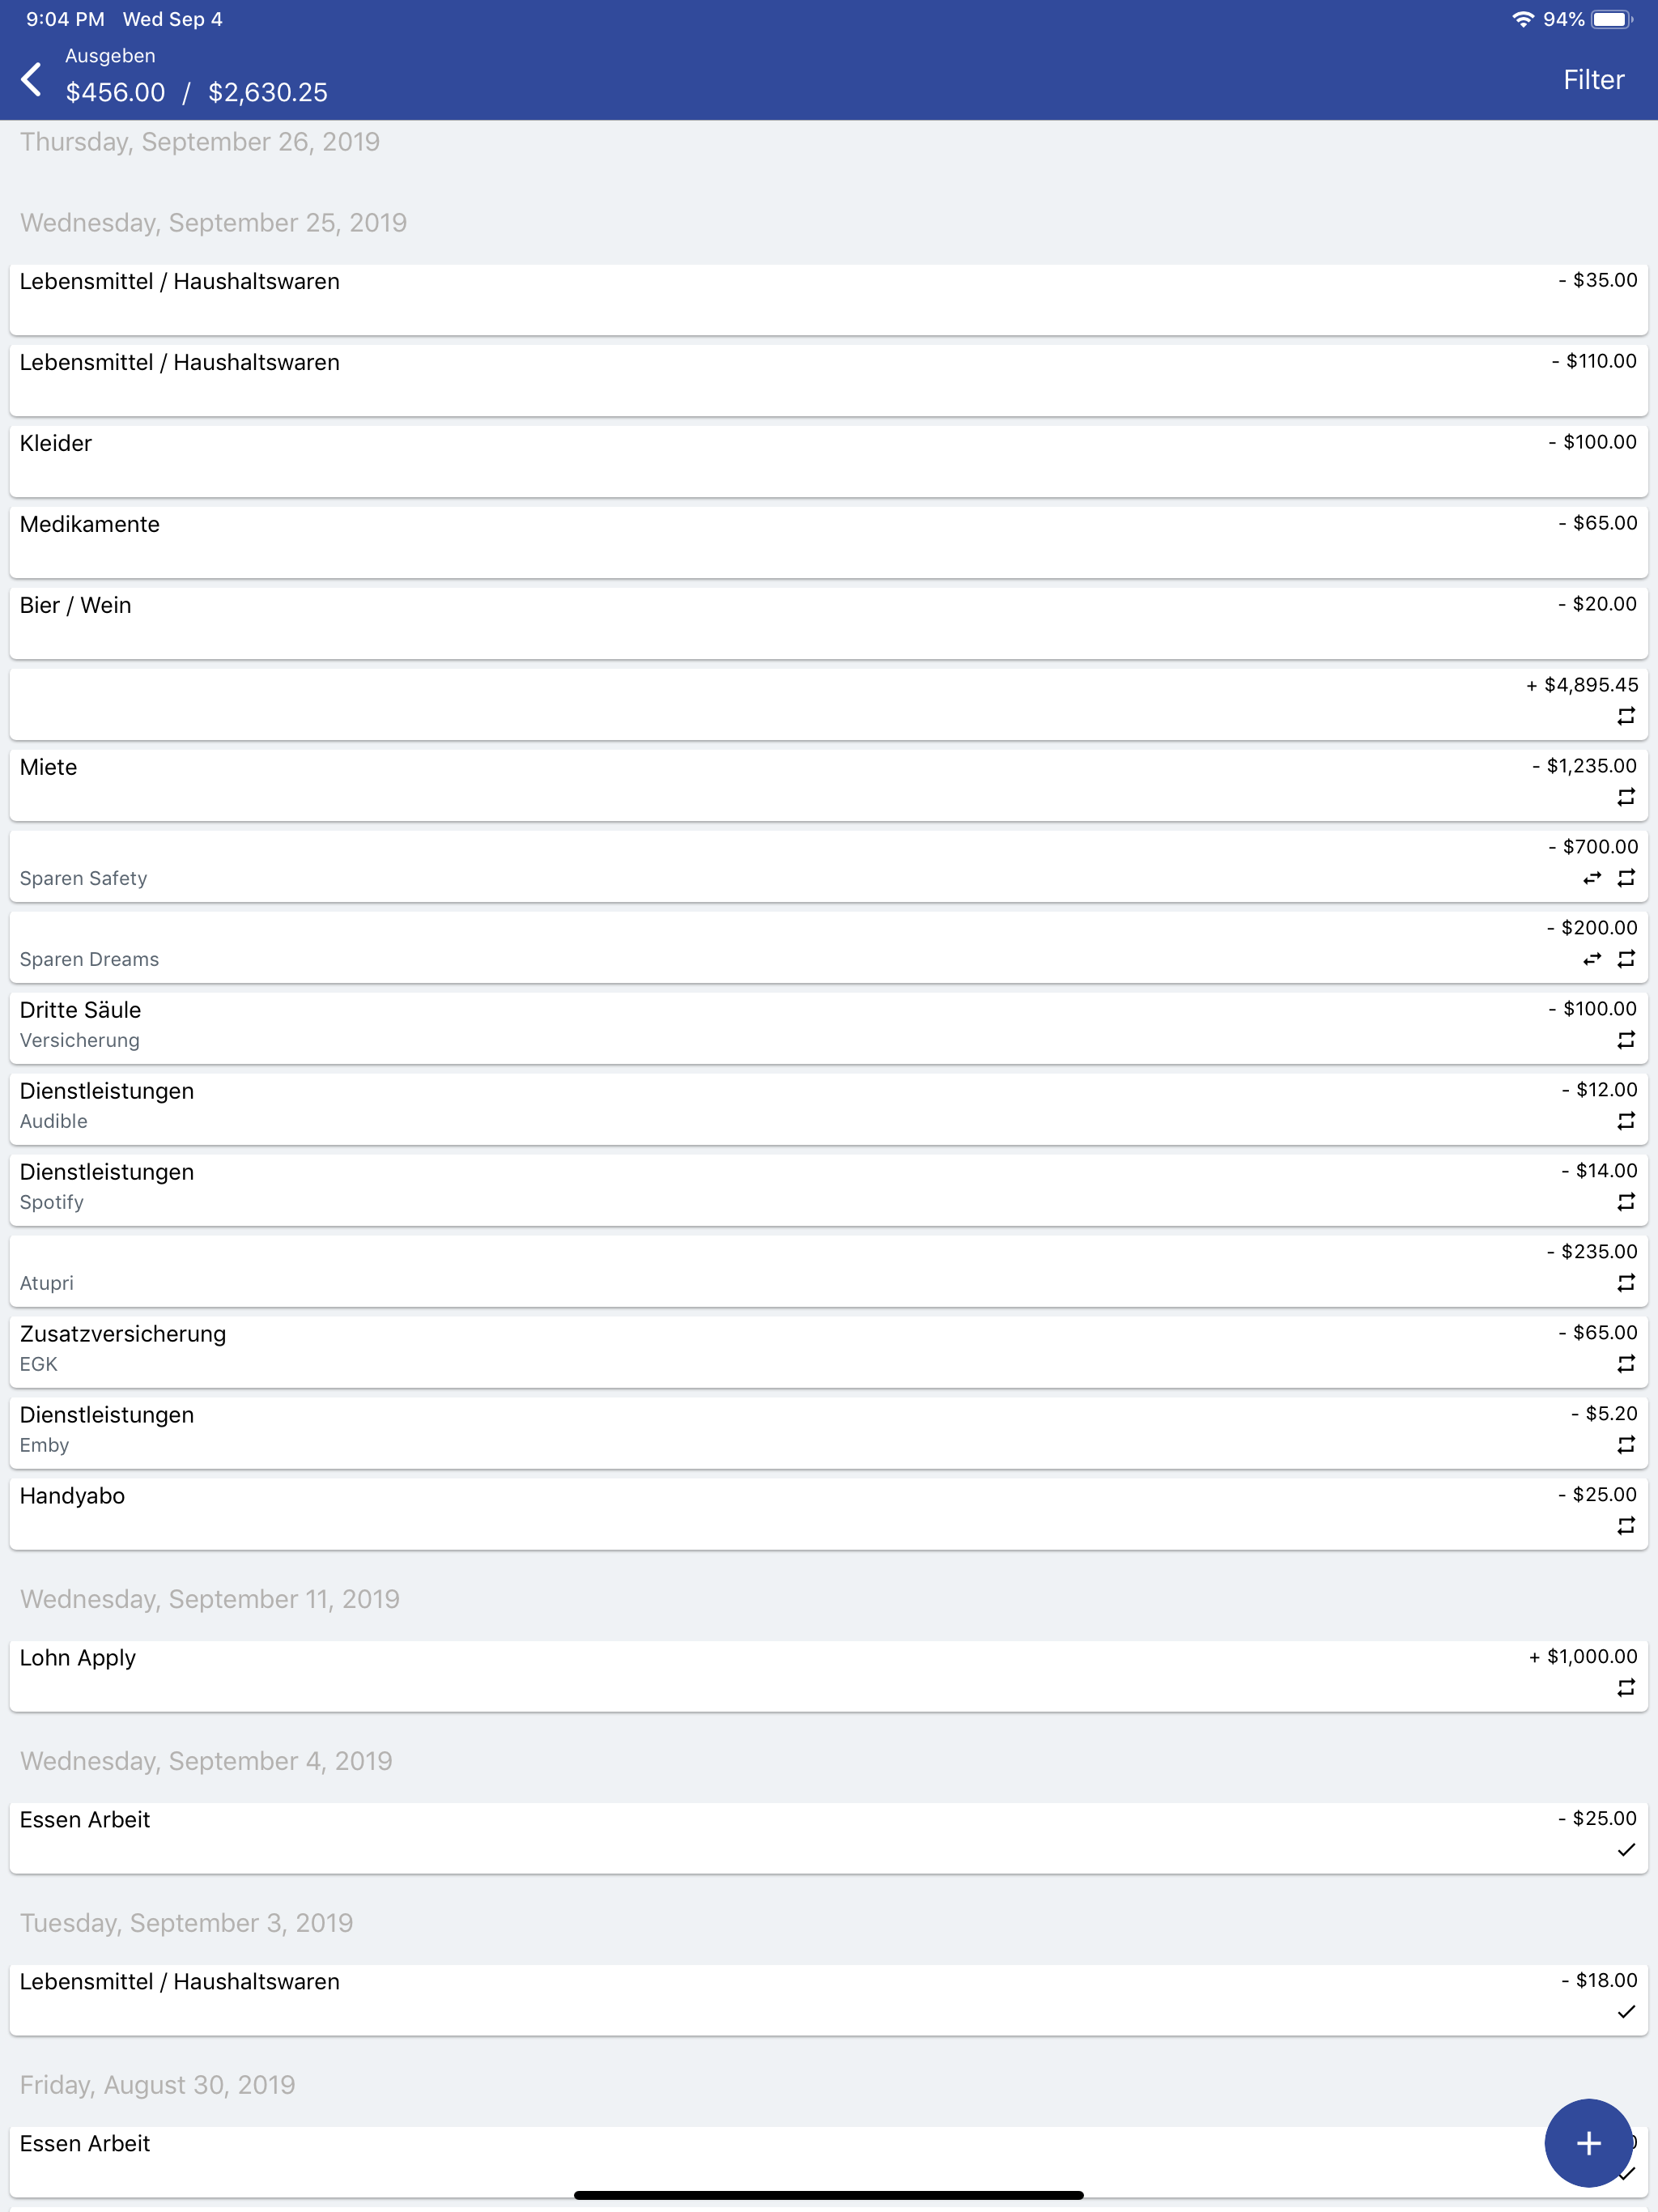 9:04 PM Wed Sep 4
94%
Ausgeben
$456.00 / $2,630.25
Filter
Thursday, September 26, 2019
Wednesday, September 25, 2019
Lebensmittel / Haushaltswaren - $35.00
Lebensmittel / Haushaltswaren - $110.00
Kleider - $100.00
Medikamente - $65.00
Bier / Wein - $20.00
+ $4,895.45
Miete - $1,235.00
- $700.00
Sparen Safety
- $200.00
Sparen Dreams
Dritte Säule - $100.00
Versicherung
Dienstleistungen - $12.00
Audible
Dienstleistungen - $14.00
Spotify
- $235.00
Atupri
Zusatzversicherung - $65.00
EGK
Dienstleistungen - $5.20
Emby
Handyabo - $25.00
Wednesday, September 11, 2019
Lohn Apply + $1,000.00
Wednesday, September 4, 2019
Essen Arbeit - $25.00
Tuesday, September 3, 2019
Lebensmittel / Haushaltswaren - $18.00
Friday, August 30, 2019
Essen Arbeit